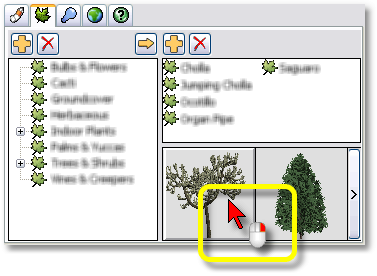 Bulbs & Flowers
Cacti
Groundcover
Herbaceous
Indoor Plants
Palms & Yuccas
Trees & Shrubs
Vines & Creepers
Cholla
Saguaro
Jumping Cholla
Ocotillo
Organ Pipe